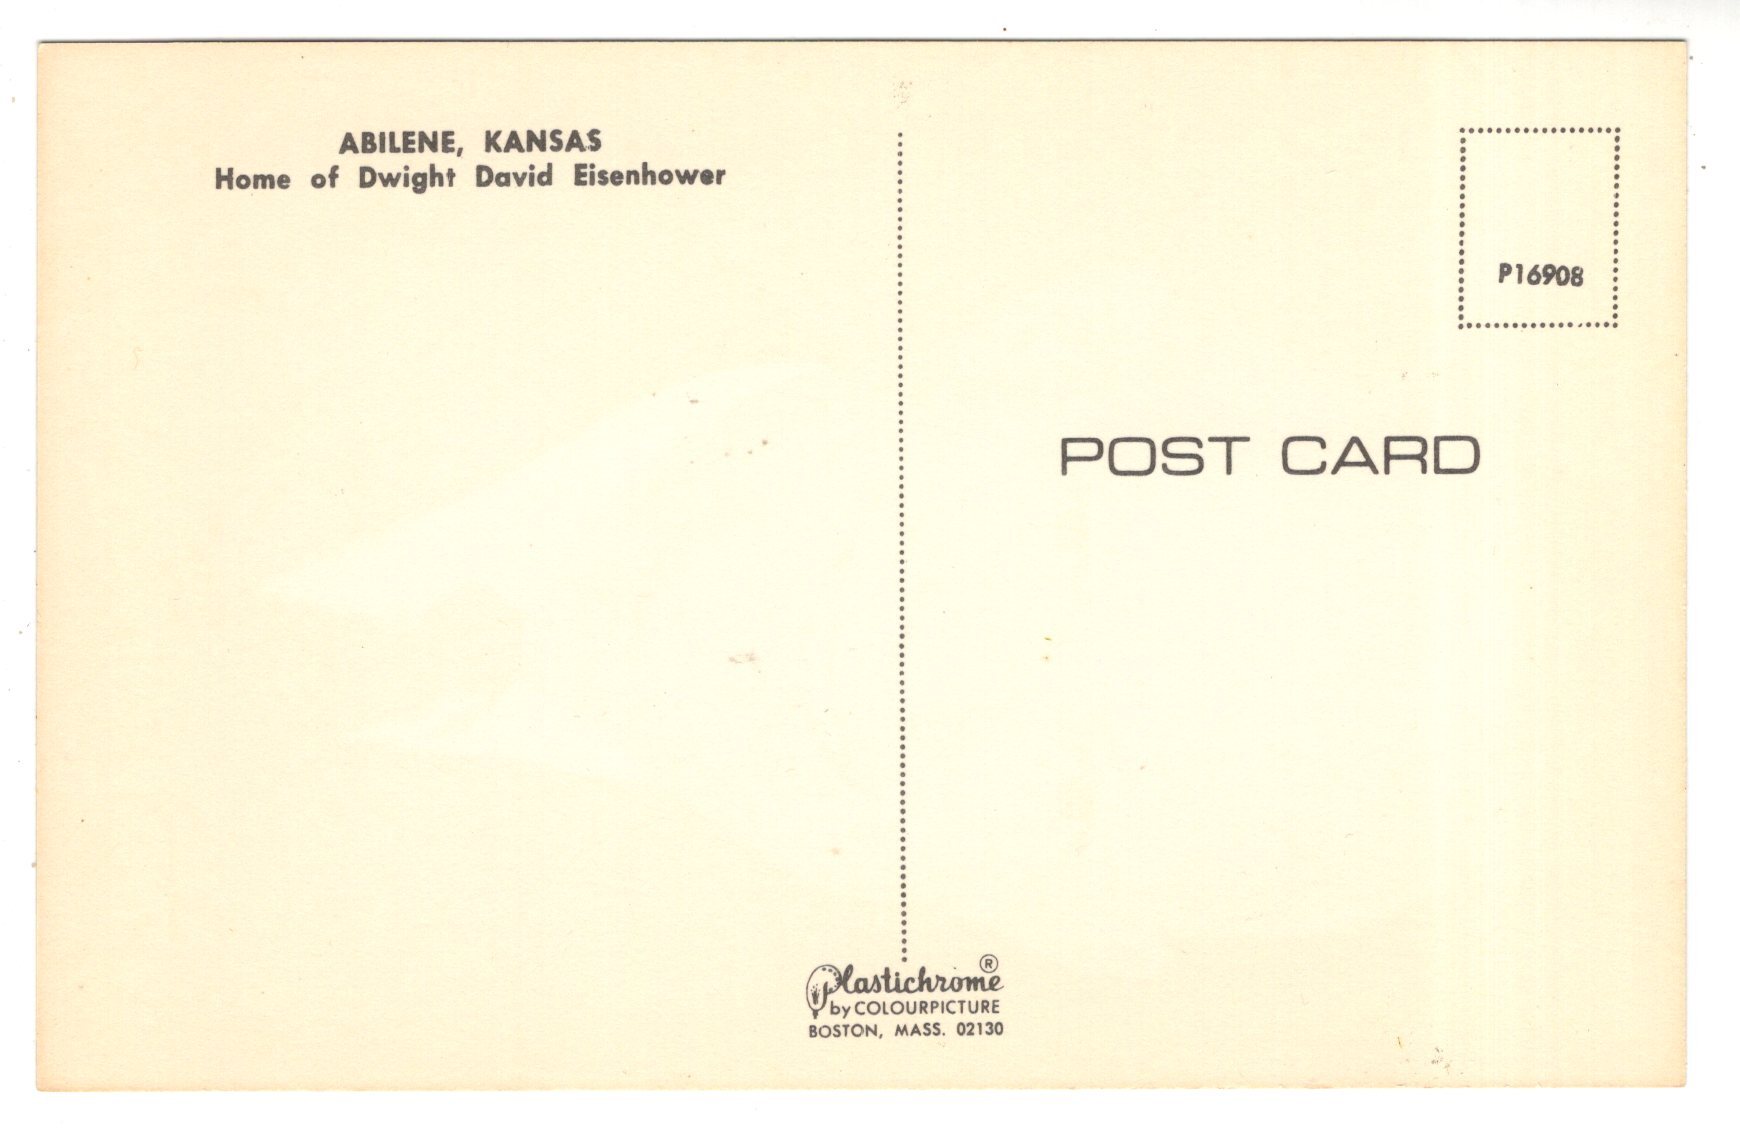 ABILENE, KANSAS
Home of Dwight David Eisenhower
P16908
POST CARD
Plastichrome ®
by COLOURPICTURE
BOSTON, MASS. 02130